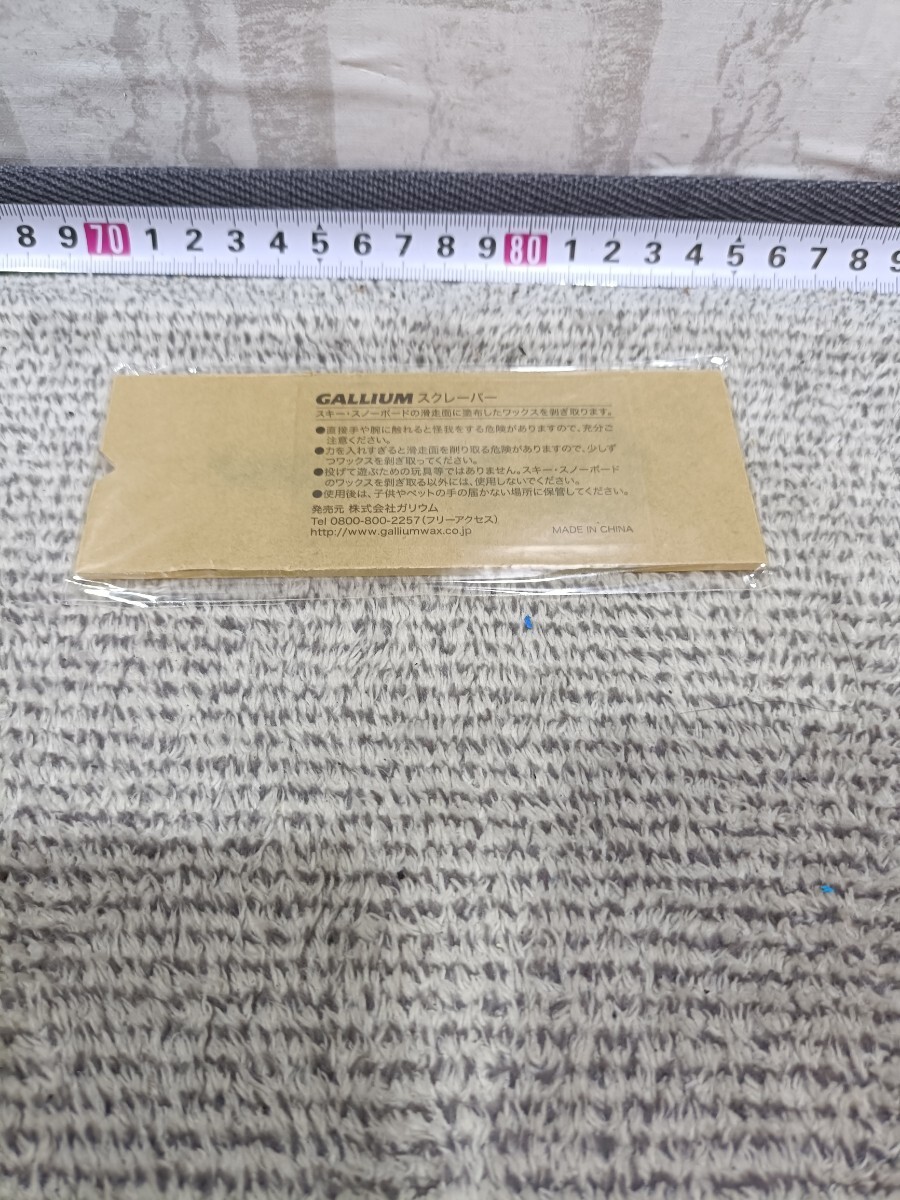 8 9 70 1 2 3 4 5 6 7 8 9 80 1 2 3 4 5 6 7 8 9
GALLIUM スクレーパー
スキー・スノーボードの滑走面に塗布したワックスを剥ぎ取ります。
●直接手や腕に触れると怪我をする危険がありますので、充分ご
注意ください。
●力を入れすぎると滑走面を削り取る危険がありますので、少しず
つワックスを剥ぎ取ってください。
●投げて遊ぶための玩具等ではありません。スキー・スノーボード
のワックスを剥ぎ取る以外には、使用しないでください。
●使用後は、子供やペットの手の届かない場所に保管してください。
発売元 株式会社ガリウム
Tel 0800-800-2257(フリーアクセス)
http://www.galliumwax.co.jp
MADE IN CHINA